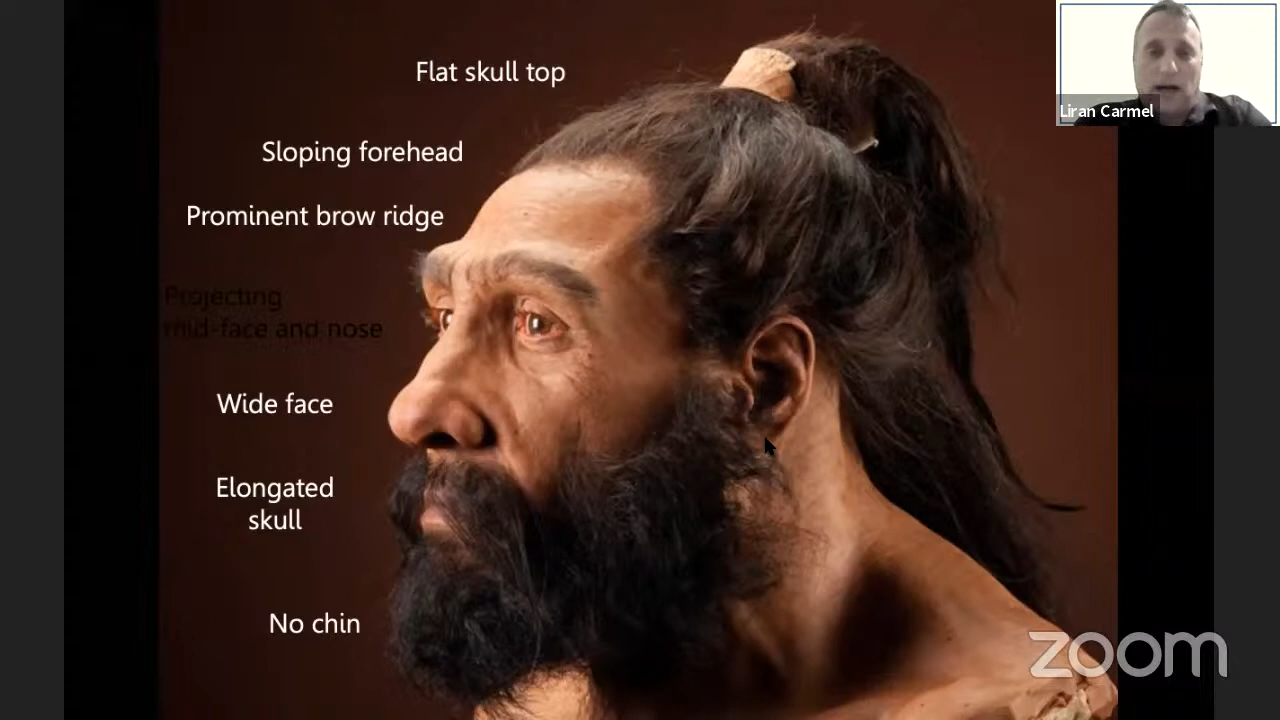 Flat skull top
Liran Carmel
Sloping forehead
Prominent brow ridge
Projecting
mid-face and nose
Wide face
Elongated
skull
No chin
zoom